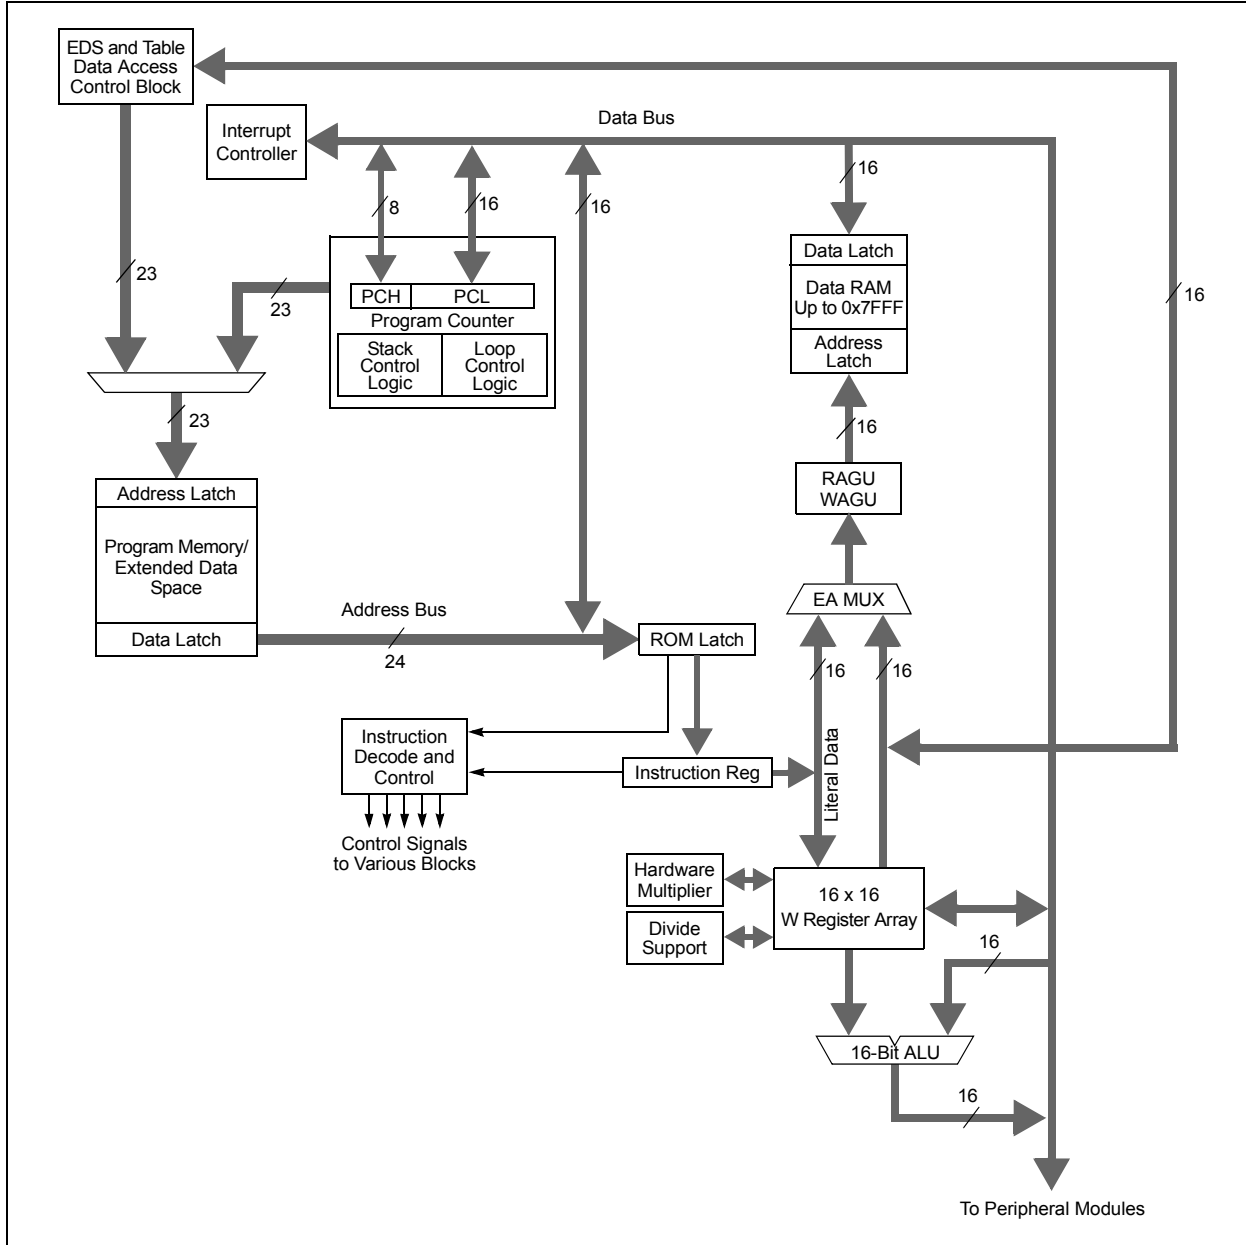 EDS and Table
Data Access
Control Block
Data Bus
Interrupt
Controller
16
8
16
16
23
23
16
PCH
PCL
Program Counter
Stack
Control
Logic
Loop
Control
Logic
Data Latch
Data RAM
Up to 0x7FFF
Address
Latch
23
16
RAGU
WAGU
Address Latch
Program Memory/
Extended Data
Space
Data Latch
Address Bus
24
EA MUX
ROM Latch
16
16
Instruction
Decode and
Control
Instruction Reg
Literal Data
Control Signals
to Various Blocks
Hardware
Multiplier
16 x 16
W Register Array
Divide
Support
16
16-Bit ALU
16
To Peripheral Modules